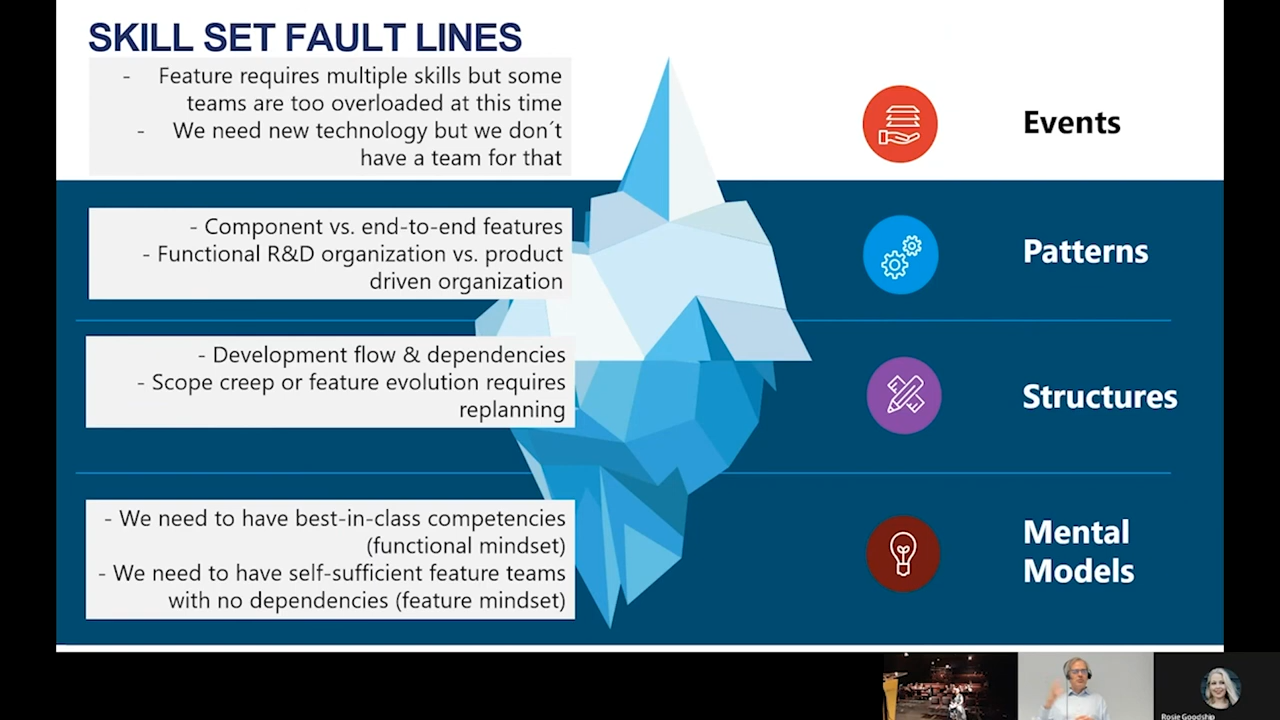 SKILL SET FAULT LINES
- Feature requires multiple skills but some
teams are too overloaded at this time
- We need new technology but we don´t
have a team for that
Events
- Component vs. end-to-end features
- Functional R&D organization vs. product
driven organization
Patterns
- Development flow & dependencies
- Scope creep or feature evolution requires
replanning
Structures
- We need to have best-in-class competencies
(functional mindset)
- We need to have self-sufficient feature teams
with no dependencies (feature mindset)
Mental
Models
Rosie Goodship